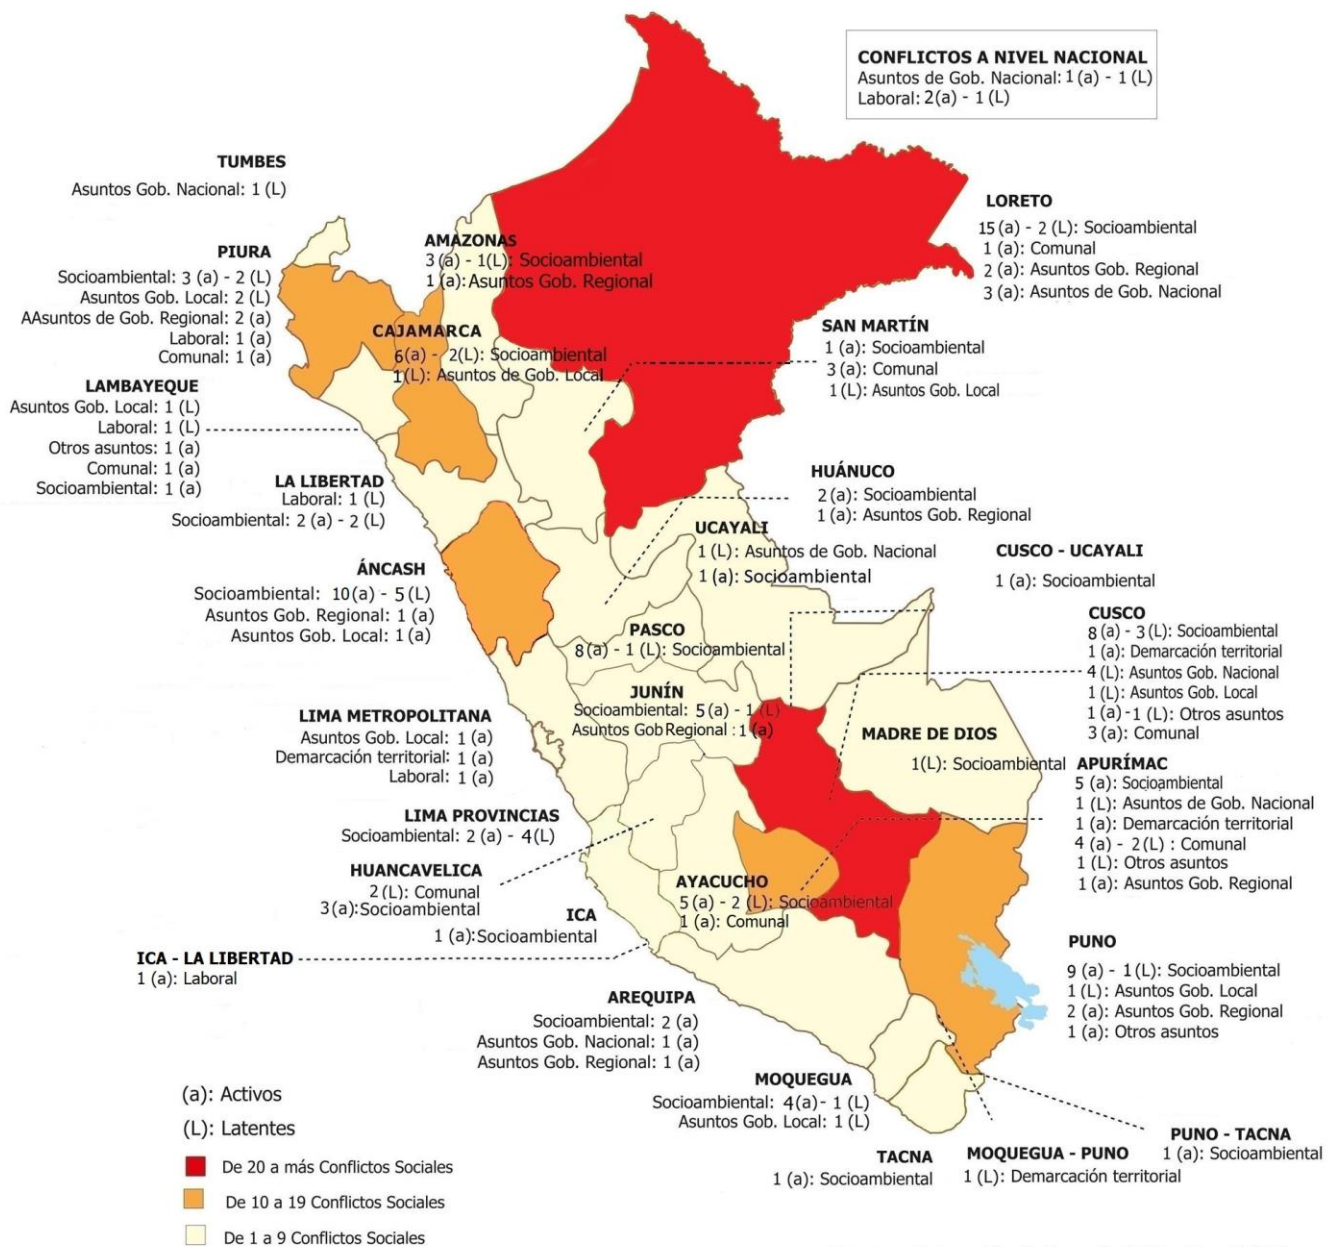 CONFLICTOS A NIVEL NACIONAL
Asuntos de Gob. Nacional: 1 (a) - 1 (L)
Laboral: 2(a) - 1 (L)
TUMBES
Asuntos Gob. Nacional: 1 (L)
PIURA
Socioambiental: 3 (a) - 2 (L)
Asuntos Gob. Local: 2 (L)
AAsuntos de Gob. Regional: 2 (a)
Laboral: 1 (a)
Comunal: 1 (a)
LAMBAYEQUE
Asuntos Gob. Local: 1 (L)
Laboral: 1 (L)
Otros asuntos: 1 (a)
Comunal: 1 (a)
Socioambiental: 1 (a)
AMAZONAS
3 (a) - 1(L): Socioambiental
1 (a): Asuntos Gob. Regional
CAJAMARCA
6(a) - 2(L): Socioambiental
1(L): Asuntos de Gob. Local
LORETO
15 (a) - 2 (L): Socioambiental
1 (a): Comunal
2 (a): Asuntos Gob. Regional
3 (a): Asuntos de Gob. Nacional
SAN MARTÍN
1 (a): Socioambiental
3 (a): Comunal
1 (L): Asuntos Gob. Local
LA LIBERTAD
Laboral: 1 (L)
Socioambiental: 2 (a) - 2 (L)
HUÁNUCO
2 (a): Socioambiental
1 (a): Asuntos Gob. Regional
UCAYALI
1 (L): Asuntos de Gob. Nacional
1 (a): Socioambiental
CUSCO - UCAYALI
1 (a): Socioambiental
ÁNCASH
Socioambiental: 10(a) - 5 (L)
Asuntos Gob. Regional: 1 (a)
Asuntos Gob. Local: 1 (a)
PASCO
8(a) - 1 (L): Socioambiental
CUSCO
8 (a) - 3(L): Socioambiental
1 (a): Demarcación territorial
4 (L): Asuntos Gob. Nacional
1 (L): Asuntos Gob. Local
1 (a) -1 (L): Otros asuntos
3 (a): Comunal
JUNÍN
Socioambiental: 5 (a) - 1 (L)
Asuntos Gob Regional : 1 (a)
LIMA METROPOLITANA
Asuntos Gob. Local: 1 (a)
Demarcación territorial: 1 (a)
Laboral: 1 (a)
MADRE DE DIOS
1(L): Socioambiental
APURÍMAC
5 (a): Socioambiental
1 (L): Asuntos de Gob. Nacional
1 (a): Demarcación territorial
4 (a) - 2(L) : Comunal
1 (L): Otros asuntos
1 (a): Asuntos Gob. Regional
LIMA PROVINCIAS
Socioambiental: 2 (a) - 4(L)
HUANCAVELICA
2 (L): Comunal
3(a):Socioambiental
AYACUCHO
5 (a) - 2 (L): Socioambiental
1 (a): Comunal
ICA
1 (a):Socioambiental
ICA - LA LIBERTAD
1 (a): Laboral
PUNO
9 (a) - 1(L): Socioambiental
1 (L): Asuntos Gob. Local
2 (a): Asuntos Gob. Regional
1 (a): Otros asuntos
AREQUIPA
Socioambiental: 2 (a)
Asuntos Gob. Nacional: 1 (a)
Asuntos Gob. Regional: 1 (a)
MOQUEGUA
Socioambiental: 4(a)- 1 (L)
Asuntos Gob. Local: 1 (L)
TACNA
1 (a): Socioambiental
MOQUEGUA - PUNO
1 (L): Demarcación territorial
PUNO - TACNA
1 (a): Socioambiental
(a): Activos
(L): Latentes
De 20 a más Conflictos Sociales
De 10 a 19 Conflictos Sociales
De 1 a 9 Conflictos Sociales